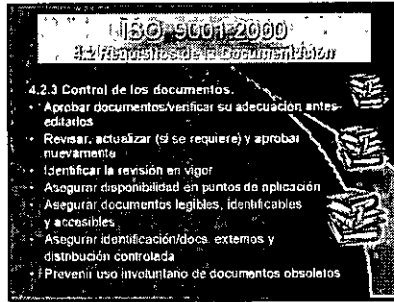 ISO 9001:2000
4.2 Requisitos de la Documentación
4.2.3 Control de los documentos.
• Aprobar documentos/verificar su adecuación antes
editarlos
• Revisar, actualizar (si se requiere) y aprobar
nuevamente
• Identificar la revisión en vigor
• Asegurar disponibilidad en puntos de aplicación
• Asegurar documentos legibles, identificables
y accesibles
• Asegurar identificación/docs. externos y
distribución controlada
• Prevenir uso involuntario de documentos obsoletos